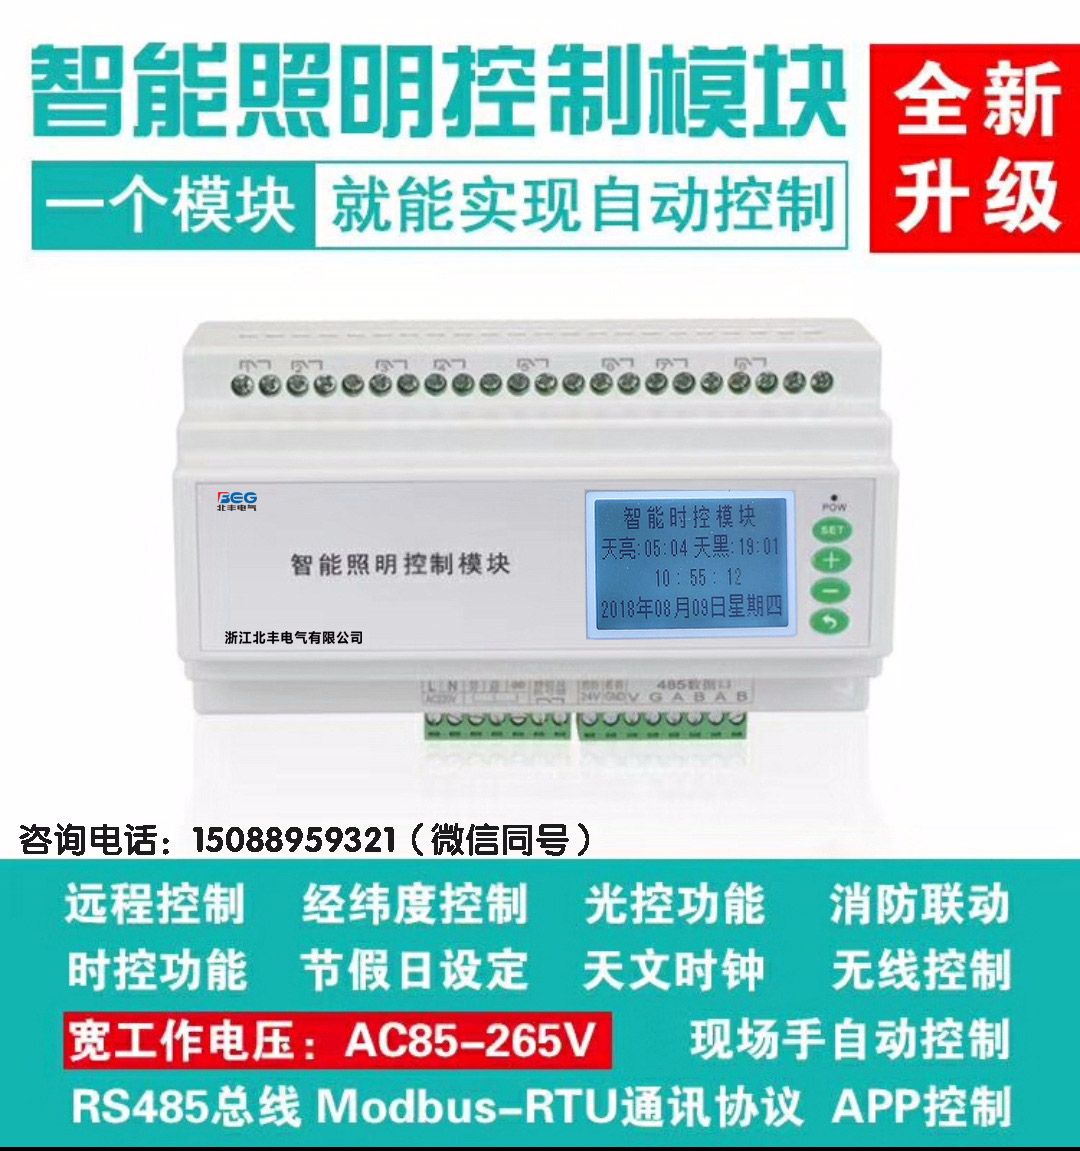 智能照明控制模块
全新
升级
一个模块 就能实现自动控制
BEG
北丰电气
智能照明控制模块
浙江北丰电气有限公司
智能时控模块
天亮:05:04 天黑:19:01
10:55:12
2018年08月09日星期四
POW
SET
L N
AC220V
485数据口
24V GND V G A B A B
咨询电话：15088959321（微信同号）
远程控制 经纬度控制 光控功能 消防联动
时控功能 节假日设定 天文时钟 无线控制
宽工作电压：AC85-265V 现场手自动控制
RS485总线 Modbus-RTU通讯协议 APP控制